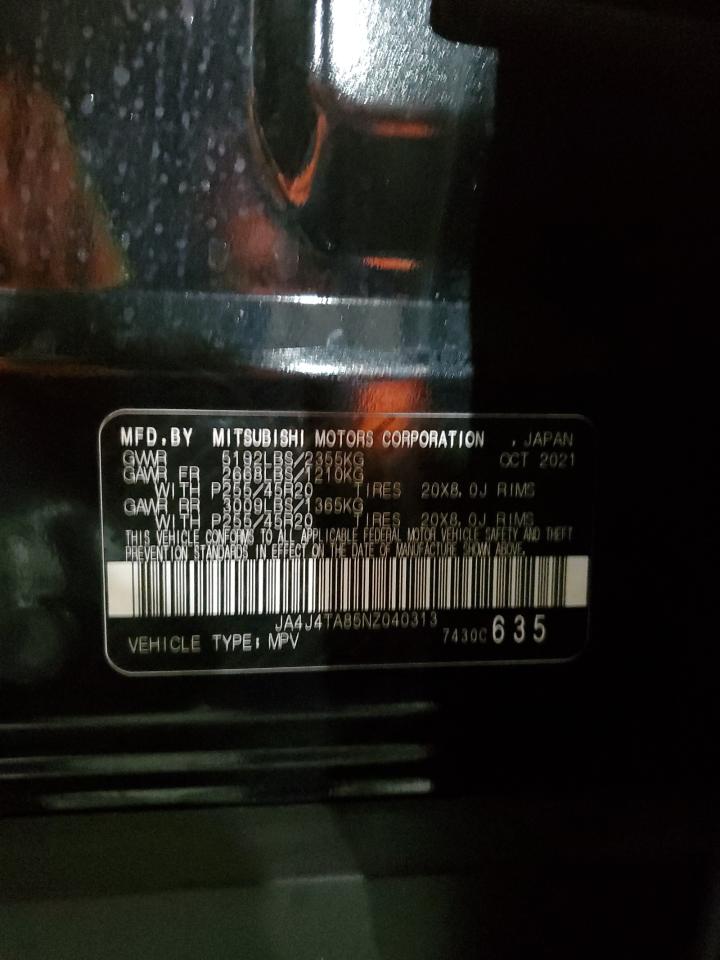 MFD.BY MITSUBISHI MOTORS CORPORATION , JAPAN
GVWR 5192LBS/2355KG OCT 2021
GAWR FR 2668LBS/1210KG
WITH P255/45R20 TIRES 20X8.0J RIMS
GAWR RR 3009LBS/1365KG
WITH P255/45R20 TIRES 20X8.0J RIMS
THIS VEHICLE CONFORMS TO ALL APPLICABLE FEDERAL MOTOR VEHICLE SAFETY AND THEFT
PREVENTION STANDARDS IN EFFECT ON THE DATE OF MANUFACTURE SHOWN ABOVE.
JA4J4TA85NZ040313
VEHICLE TYPE: MPV 7430C 635